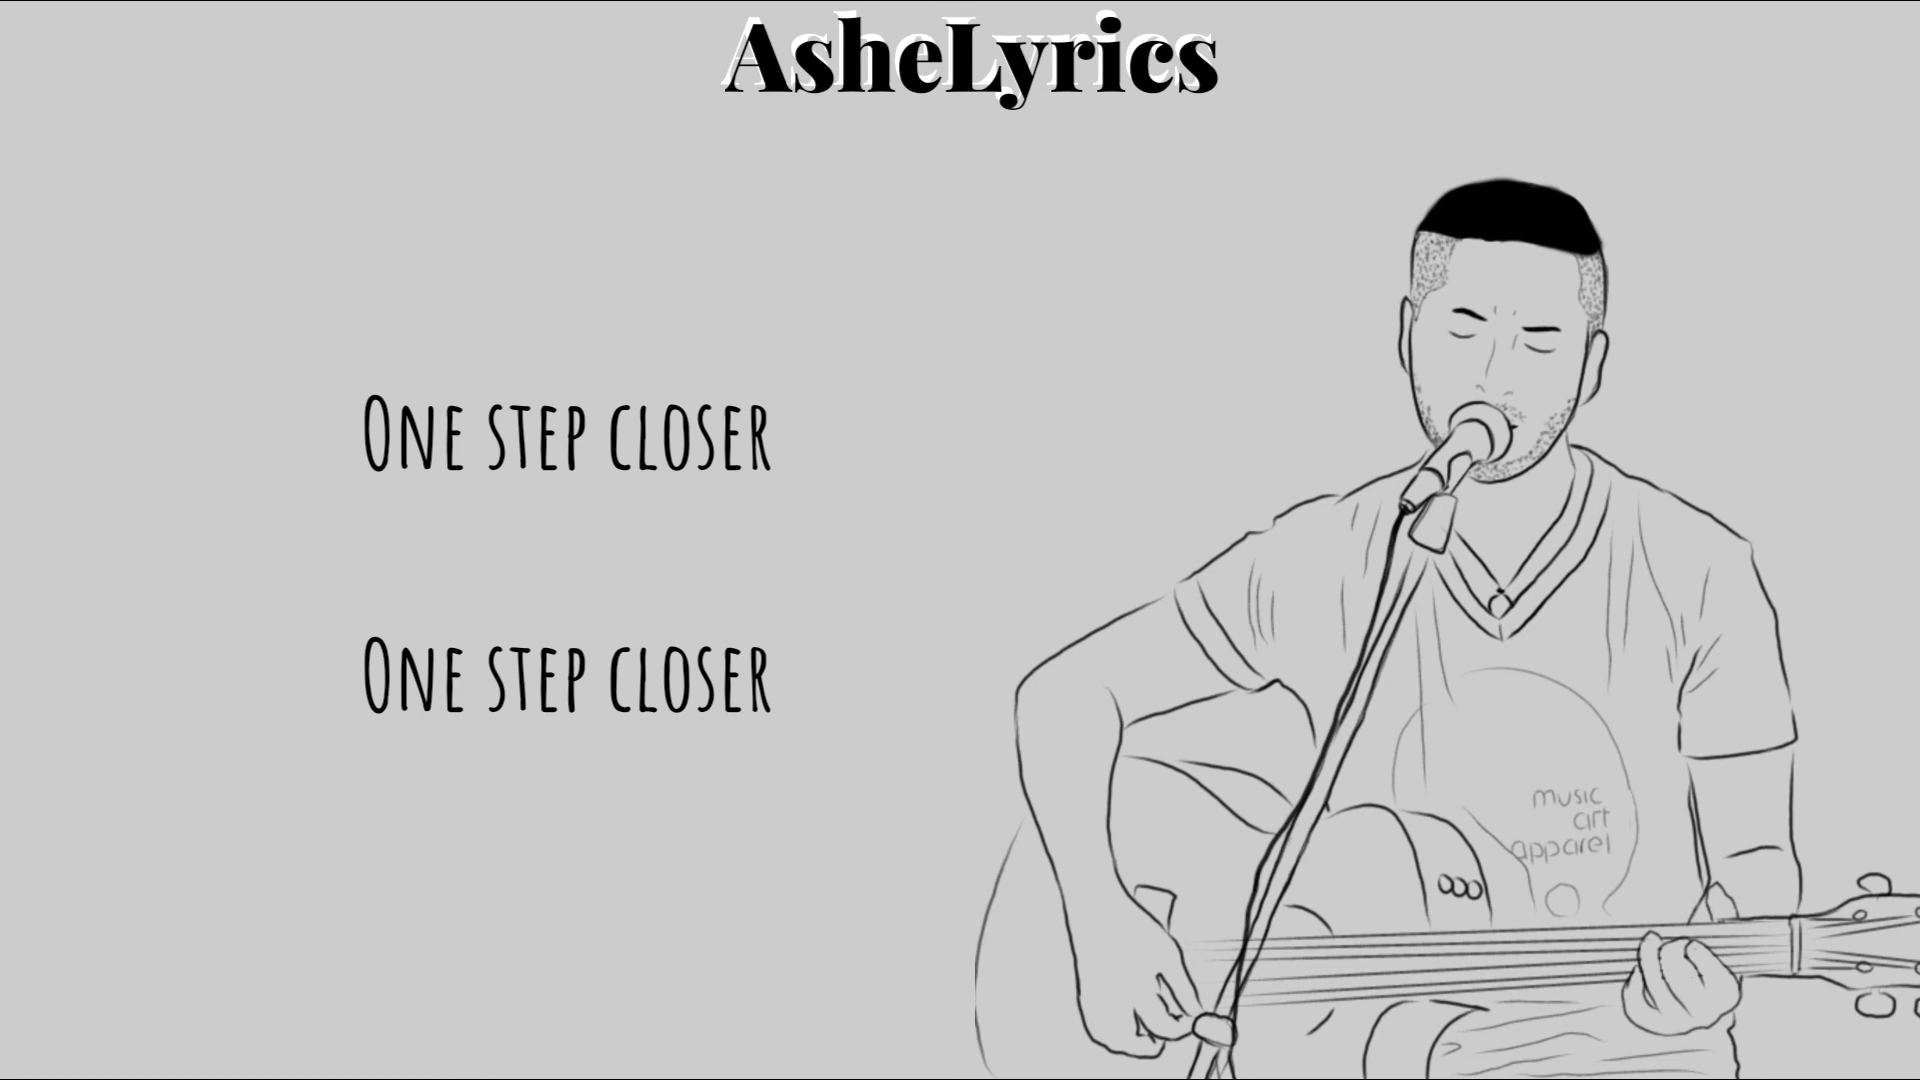 AsheLyrics
One step closer
One step closer
music
art
apparel